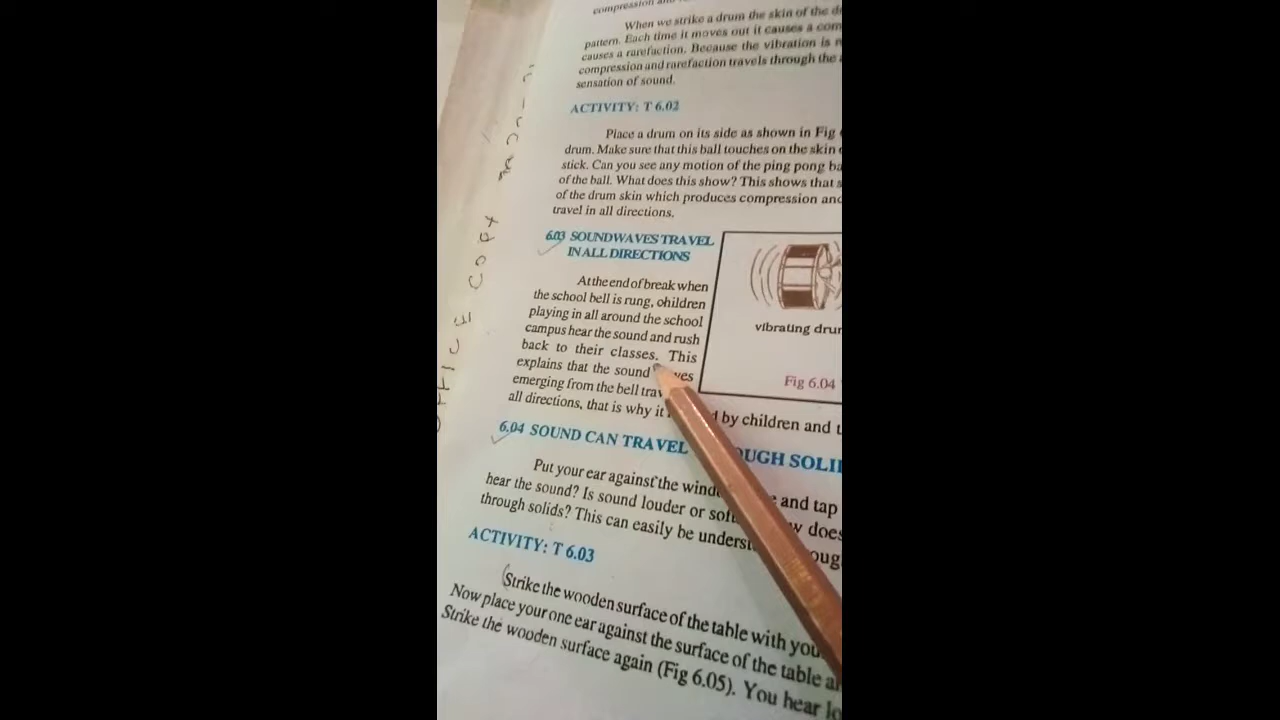 compression and
When we strike a drum the skin of the
pattern. Each time it moves out it causes a com
causes a rarefaction. Because the vibration is
compression and rarefaction travels through the
sensation of sound.
ACTIVITY: T 6.02
Place a drum on its side as shown in Fig
drum. Make sure that this ball touches on the skin
stick. Can you see any motion of the ping pong ba
of the ball. What does this show? This shows that s
of the drum skin which produces compression and
travel in all directions.
6.03 SOUNDWAVES TRAVEL
IN ALL DIRECTIONS
At the end of break when
the school bell is rung, children
playing in all around the school
campus hear the sound and rush
back to their classes. This
explains that the sound ves
emerging from the bell trav
all directions, that is why it d by children and t
vibrating drum
Fig 6.04
6.04 SOUND CAN TRAVEL OUGH SOLI
Put your ear against the wind and tap
hear the sound? Is sound louder or sof w does
through solids? This can easily be underst oug
ACTIVITY: T 6.03
(Strike the wooden surface of the table with you
Now place your one ear against the surface of the table a
Strike the wooden surface again (Fig 6.05). You hear lo
OFFICE COPY